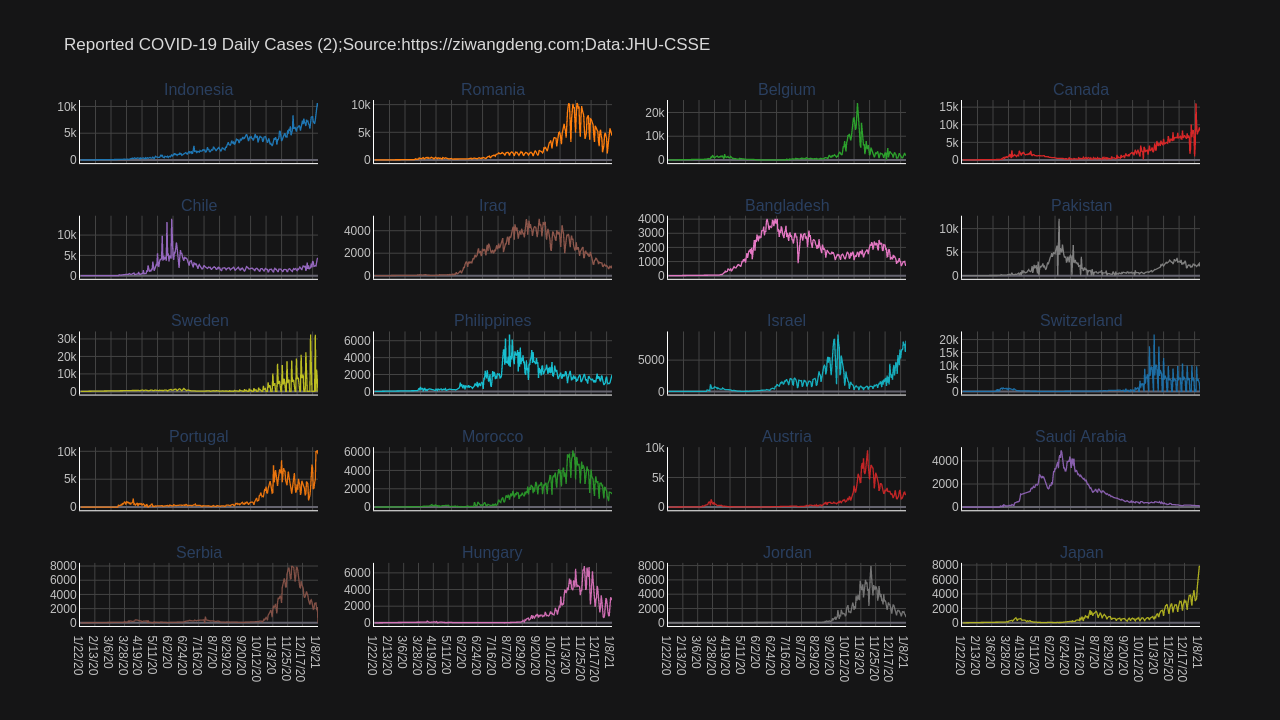 Reported COVID-19 Daily Cases (2);Source:https://ziwangdeng.com;Data:JHU-CSSE
Indonesia
10k
5k
0
Romania
10k
5k
0
Belgium
20k
10k
0
Canada
15k
10k
5k
0
Chile
10k
5k
0
Iraq
4000
2000
0
Bangladesh
4000
3000
2000
1000
0
Pakistan
10k
5k
0
Sweden
30k
20k
10k
0
Philippines
6000
4000
2000
0
Israel
5000
0
Switzerland
20k
15k
10k
5k
0
Portugal
10k
5k
0
Morocco
6000
4000
2000
0
Austria
10k
5k
0
Saudi Arabia
4000
2000
0
Serbia
8000
6000
4000
2000
0
1/22/20 2/13/20 3/28/20 4/19/20 5/11/20 6/2/20 6/24/20 7/16/20 8/7/20 8/29/20 9/20/20 10/12/20 11/3/20 11/25/20 12/17/20 1/8/21
Hungary
6000
4000
2000
0
1/22/20 2/13/20 3/28/20 4/19/20 5/11/20 6/2/20 6/24/20 7/16/20 8/7/20 8/29/20 9/20/20 10/12/20 11/3/20 11/25/20 12/17/20 1/8/21
Jordan
8000
6000
4000
2000
0
1/22/20 2/13/20 3/28/20 4/19/20 5/11/20 6/2/20 6/24/20 7/16/20 8/7/20 8/29/20 9/20/20 10/12/20 11/3/20 11/25/20 12/17/20 1/8/21
Japan
8000
6000
4000
2000
0
1/22/20 2/13/20 3/28/20 4/19/20 5/11/20 6/2/20 6/24/20 7/16/20 8/7/20 8/29/20 9/20/20 10/12/20 11/3/20 11/25/20 12/17/20 1/8/21